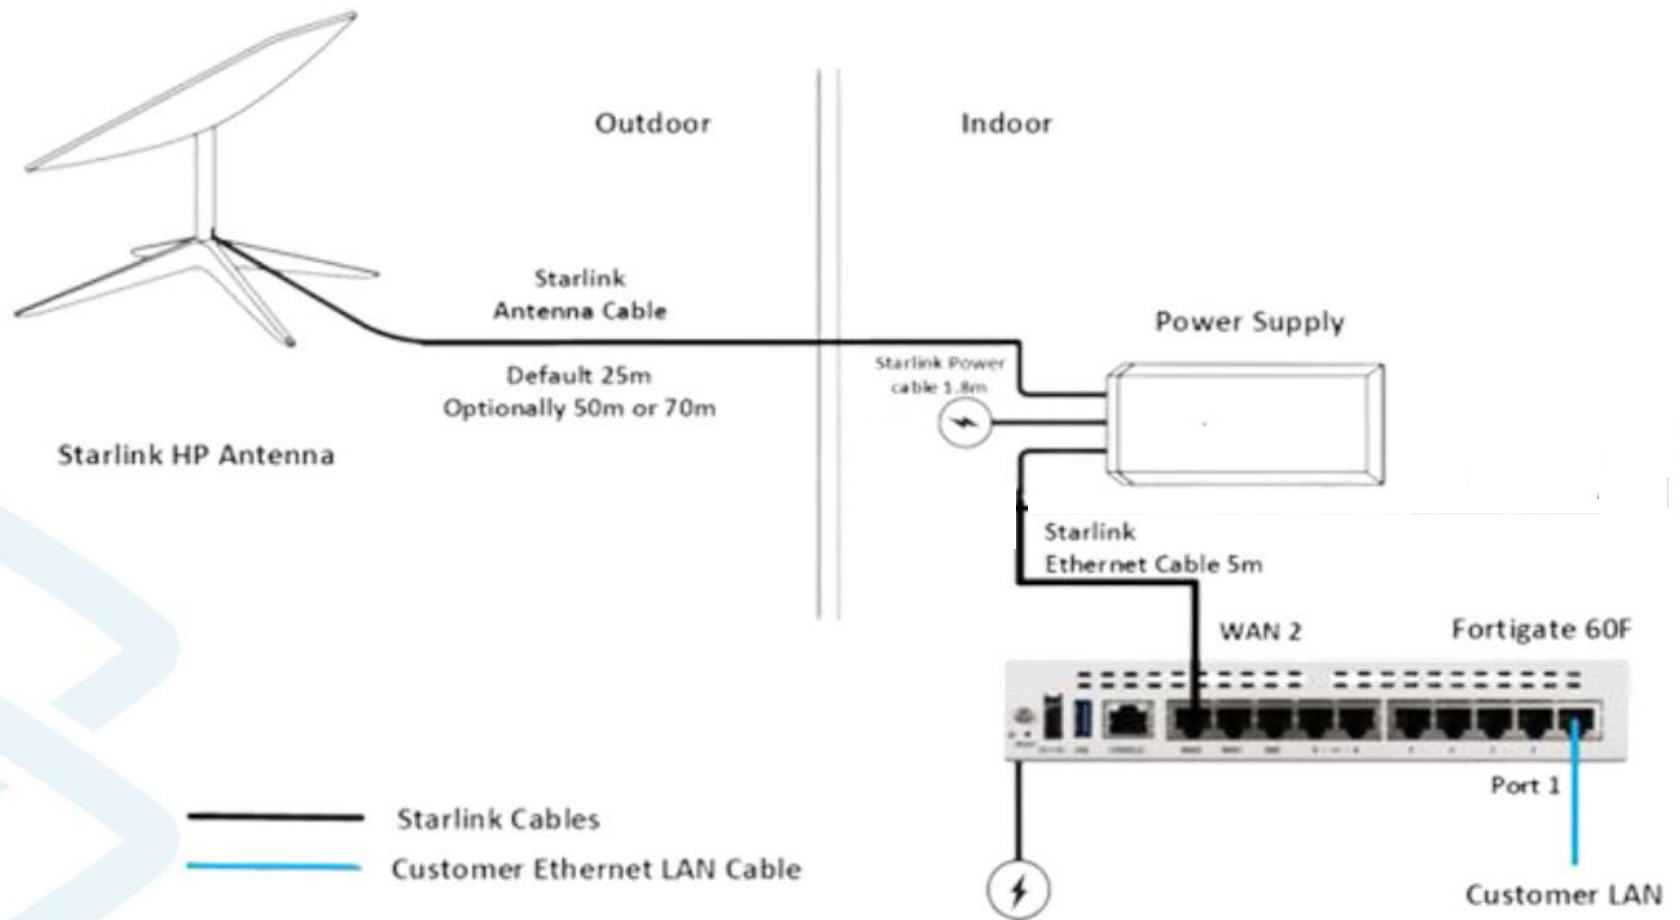 Outdoor
Indoor
Starlink
Antenna Cable
Default 25m
Optionally 50m or 70m
Starlink HP Antenna
Starlink Power
cable 1.8m
Power Supply
Starlink
Ethernet Cable 5m
WAN 2
Fortigate 60F
Port 1
Starlink Cables
Customer Ethernet LAN Cable
Customer LAN